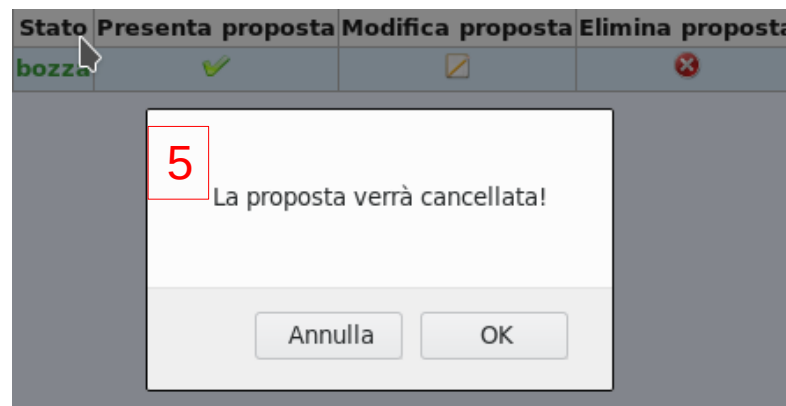 Stato Presenta proposta Modifica proposta Elimina proposta
bozza
5
La proposta verrà cancellata!
Annulla OK